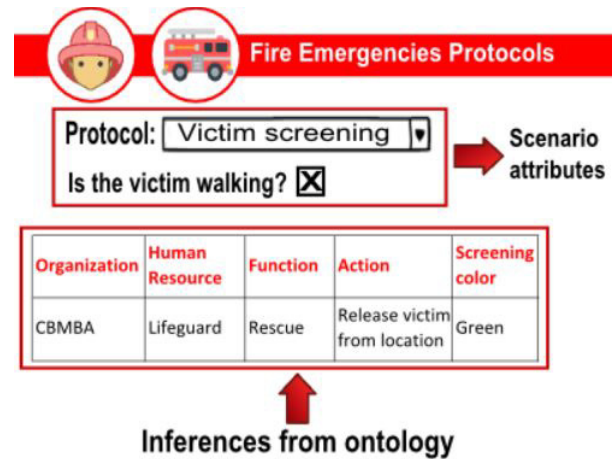 Fire Emergencies Protocols
Protocol: Victim screening
Is the victim walking? X
Scenario
attributes
Organization Human Resource Function Action Screening color
CBMBA Lifeguard Rescue Release victim from location Green
Inferences from ontology